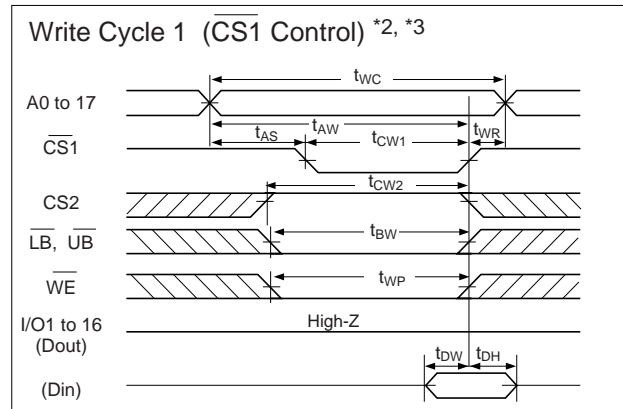 Write Cycle 1 (CS1 Control) *2, *3
tWC
A0 to 17
tAS tAW tCW1 tWR
CS1
tCW2
CS2
LB, UB tBW
WE tWP
I/O1 to 16 High-Z
(Dout)
tDW tDH
(Din)